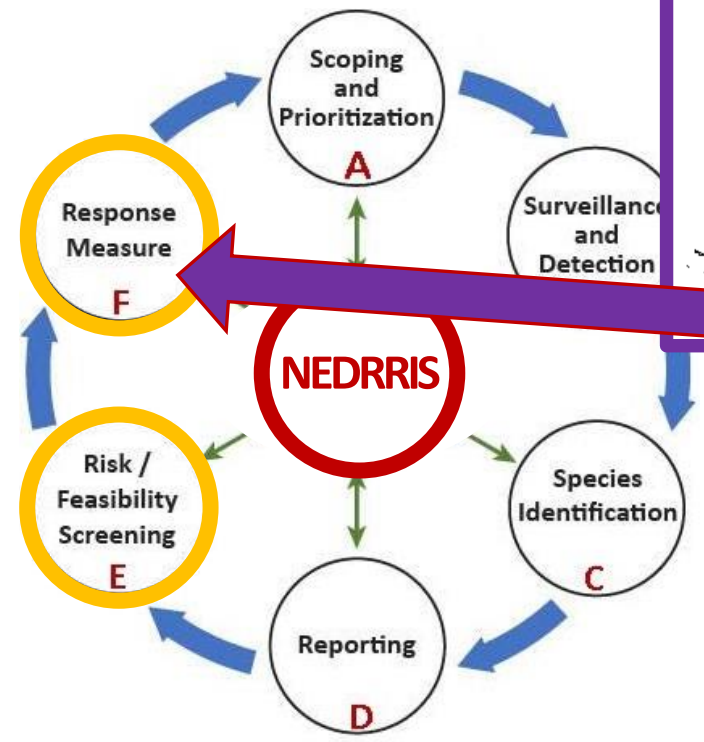 Scoping
and
Prioritization
A
Surveillance
and
Detection
Species
Identification
C
Reporting
D
Risk /
Feasibility
Screening
E
Response
Measure
F
NEDRRIS